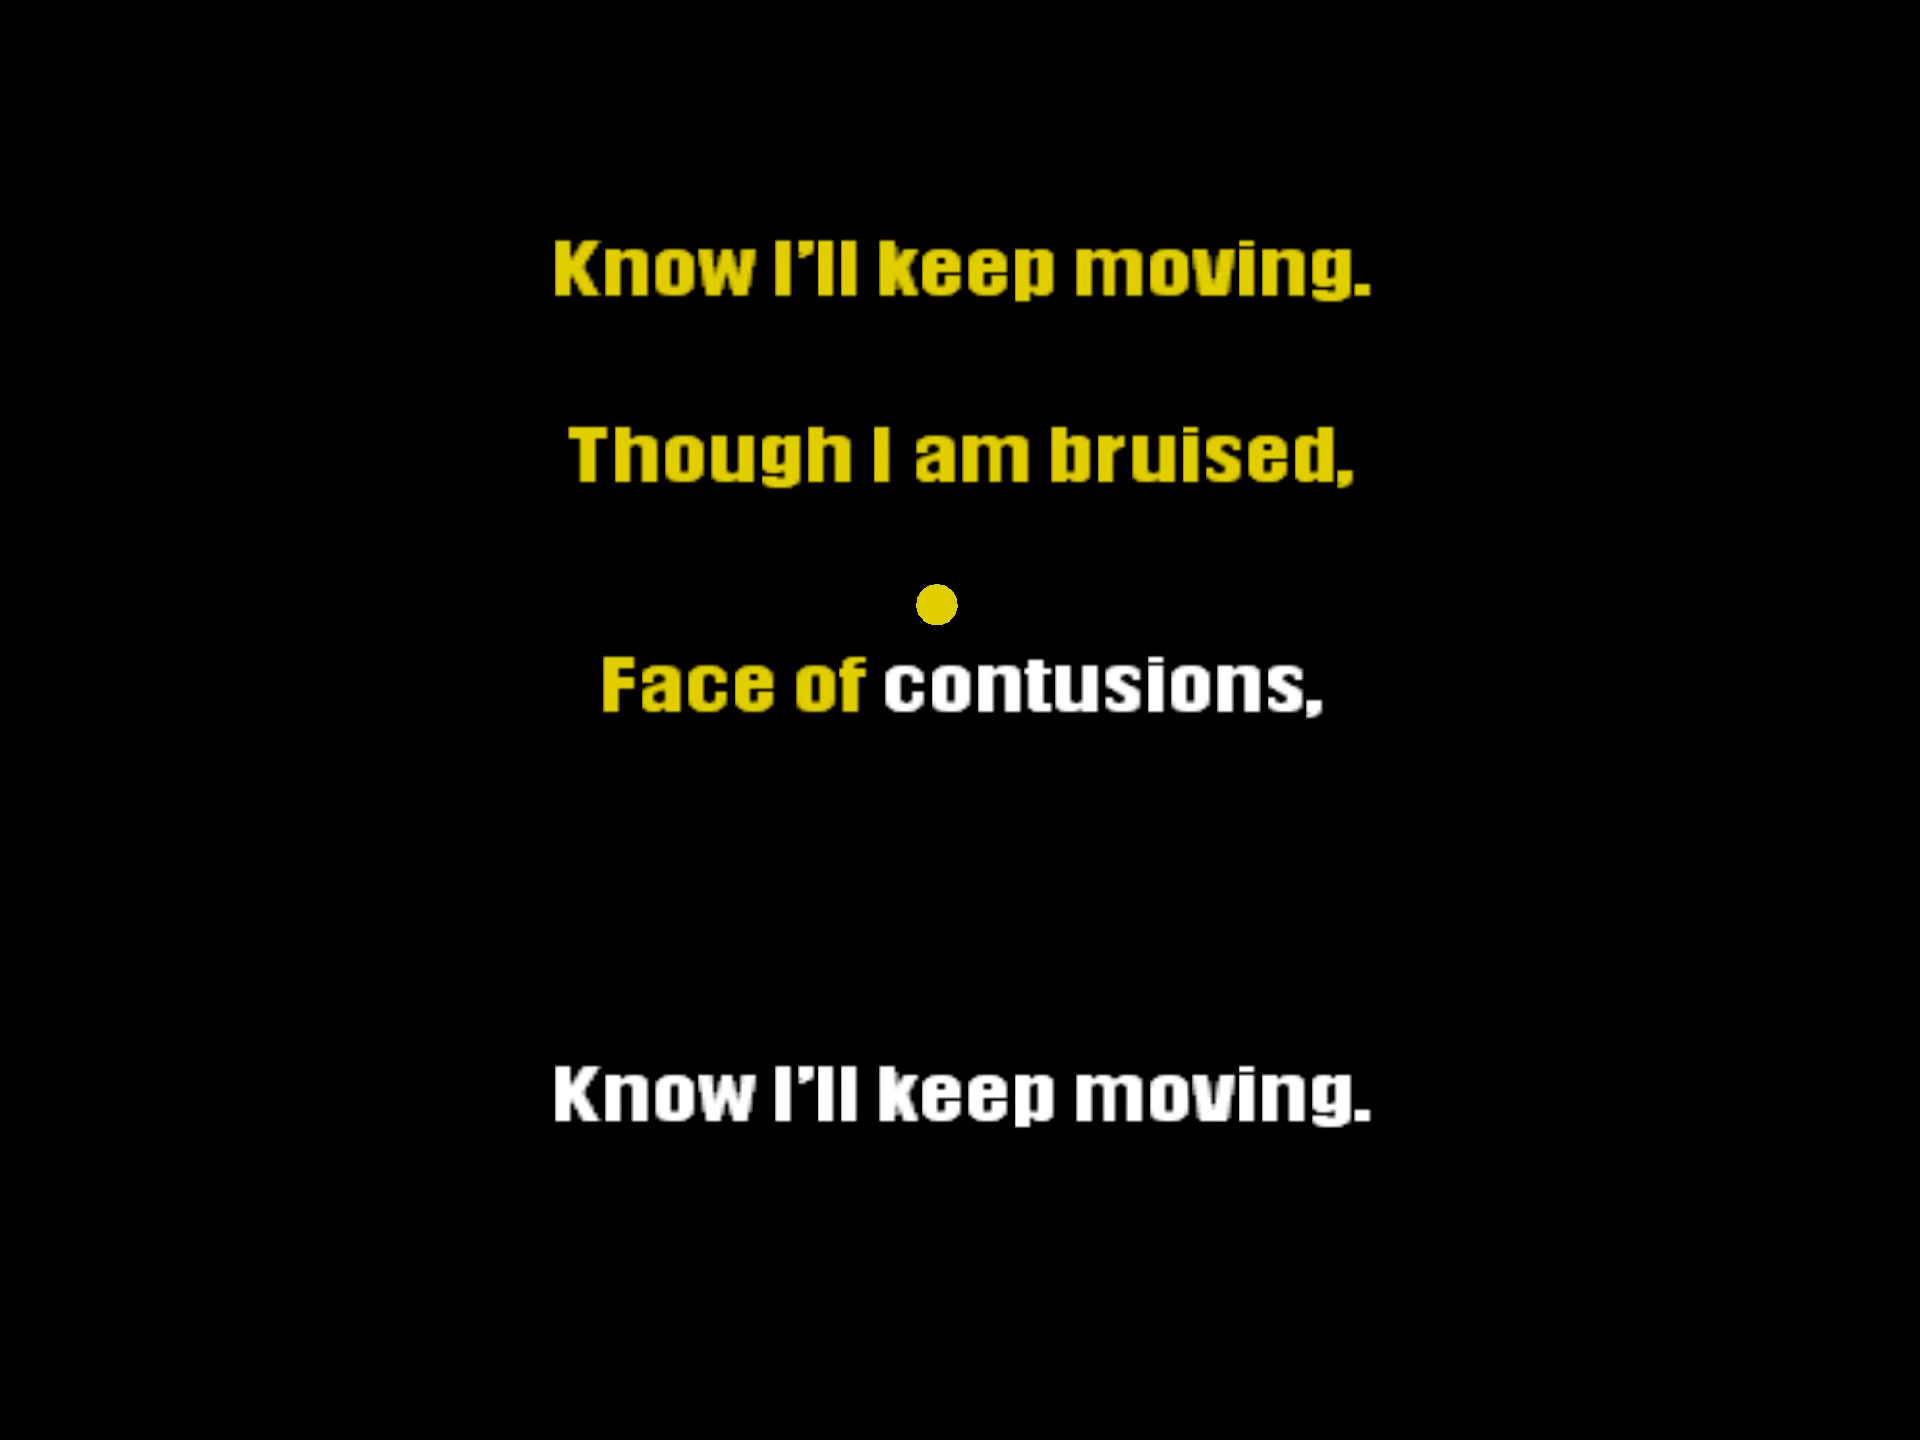 Know I’ll keep moving.
Though I am bruised,
Face of contusions,
Know I’ll keep moving.